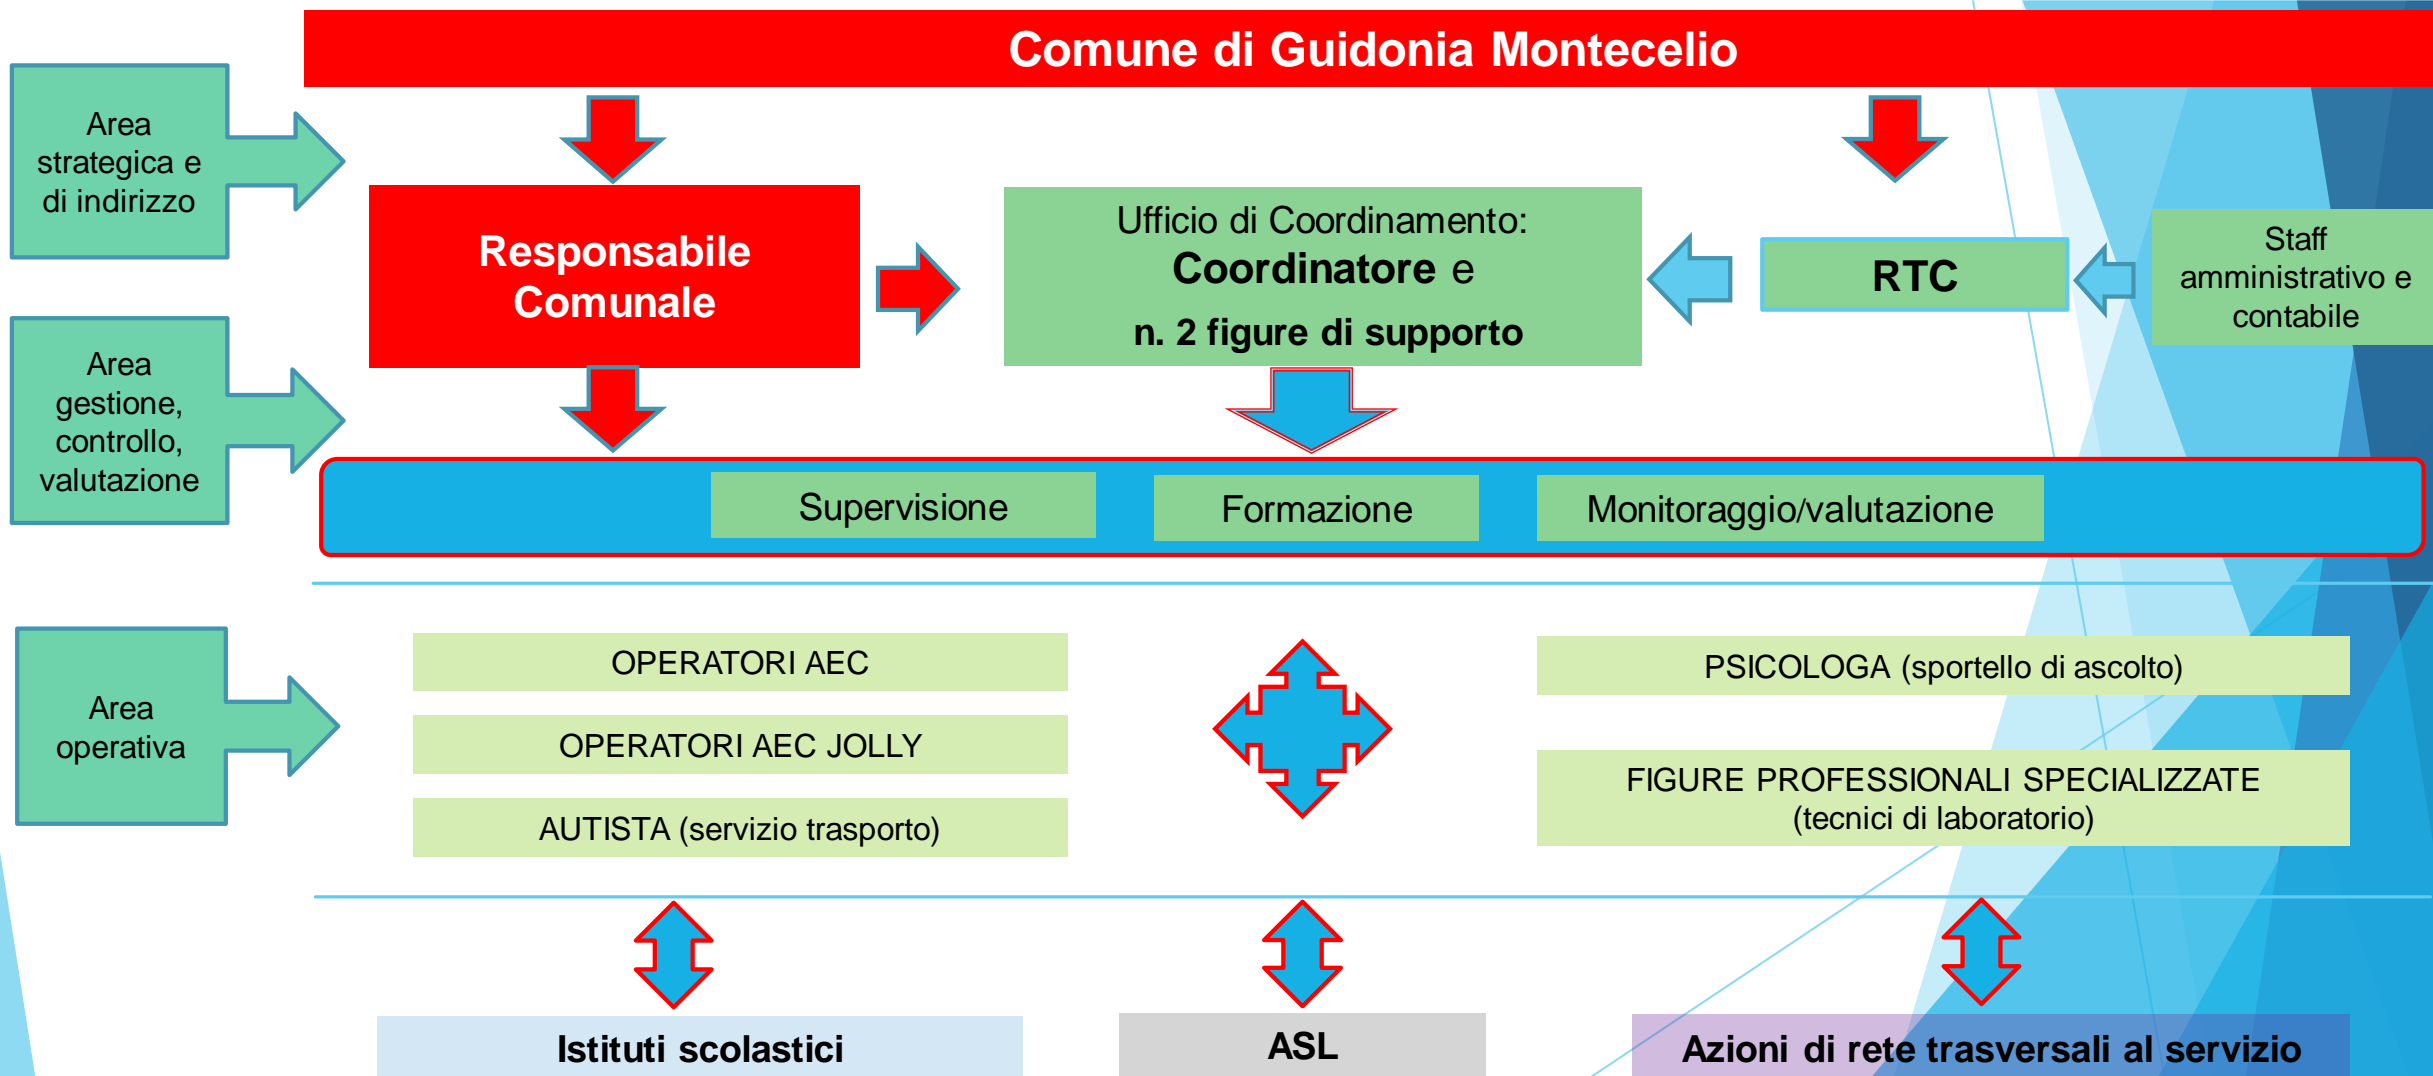 Comune di Guidonia Montecelio
Area
strategica e
di indirizzo
Responsabile
Comunale
Ufficio di Coordinamento:
Coordinatore e
n. 2 figure di supporto
RTC
Staff
amministrativo e
contabile
Area
gestione,
controllo,
valutazione
Supervisione
Formazione
Monitoraggio/valutazione
Area
operativa
OPERATORI AEC
OPERATORI AEC JOLLY
AUTISTA (servizio trasporto)
PSICOLOGA (sportello di ascolto)
FIGURE PROFESSIONALI SPECIALIZZATE
(tecnici di laboratorio)
Istituti scolastici
ASL
Azioni di rete trasversali al servizio